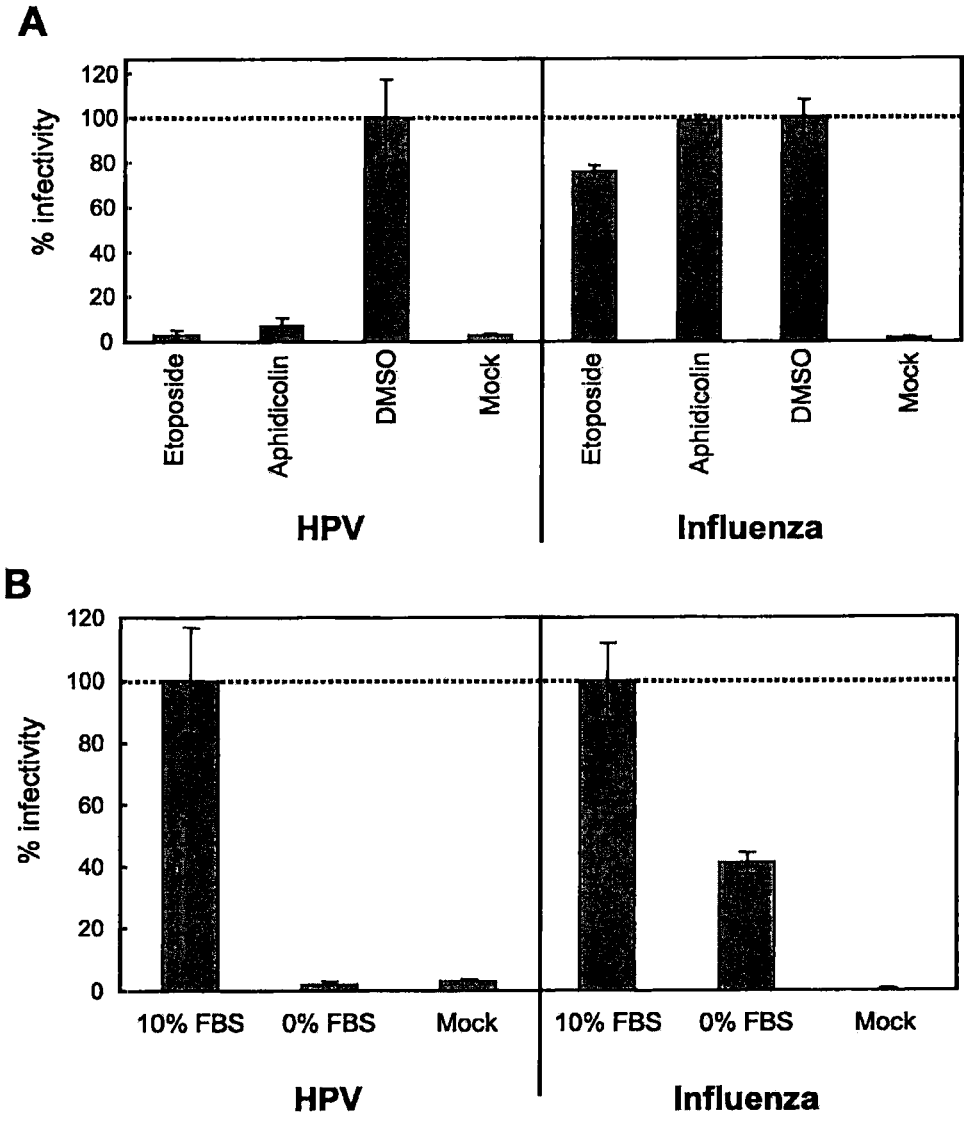 A
120
100
80
60
40
20
0
% infectivity
Etoposide
Aphidicolin
DMSO
Mock
Etoposide
Aphidicolin
DMSO
Mock
HPV Influenza
B
120
100
80
60
40
20
0
% infectivity
10% FBS 0% FBS Mock 10% FBS 0% FBS Mock
HPV Influenza